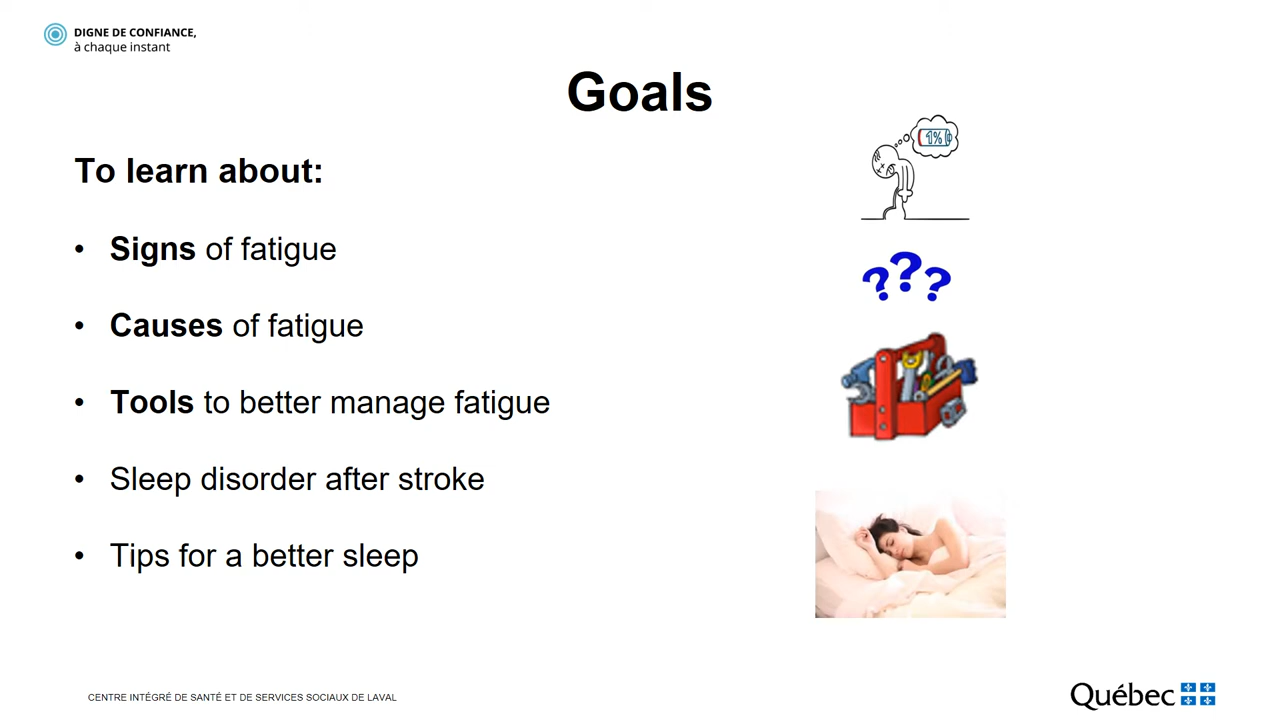 DIGNE DE CONFIANCE,
à chaque instant
Goals
1%
To learn about:
• Signs of fatigue
???
• Causes of fatigue
• Tools to better manage fatigue
• Sleep disorder after stroke
• Tips for a better sleep
CENTRE INTÉGRÉ DE SANTÉ ET DE SERVICES SOCIAUX DE LAVAL
Québec